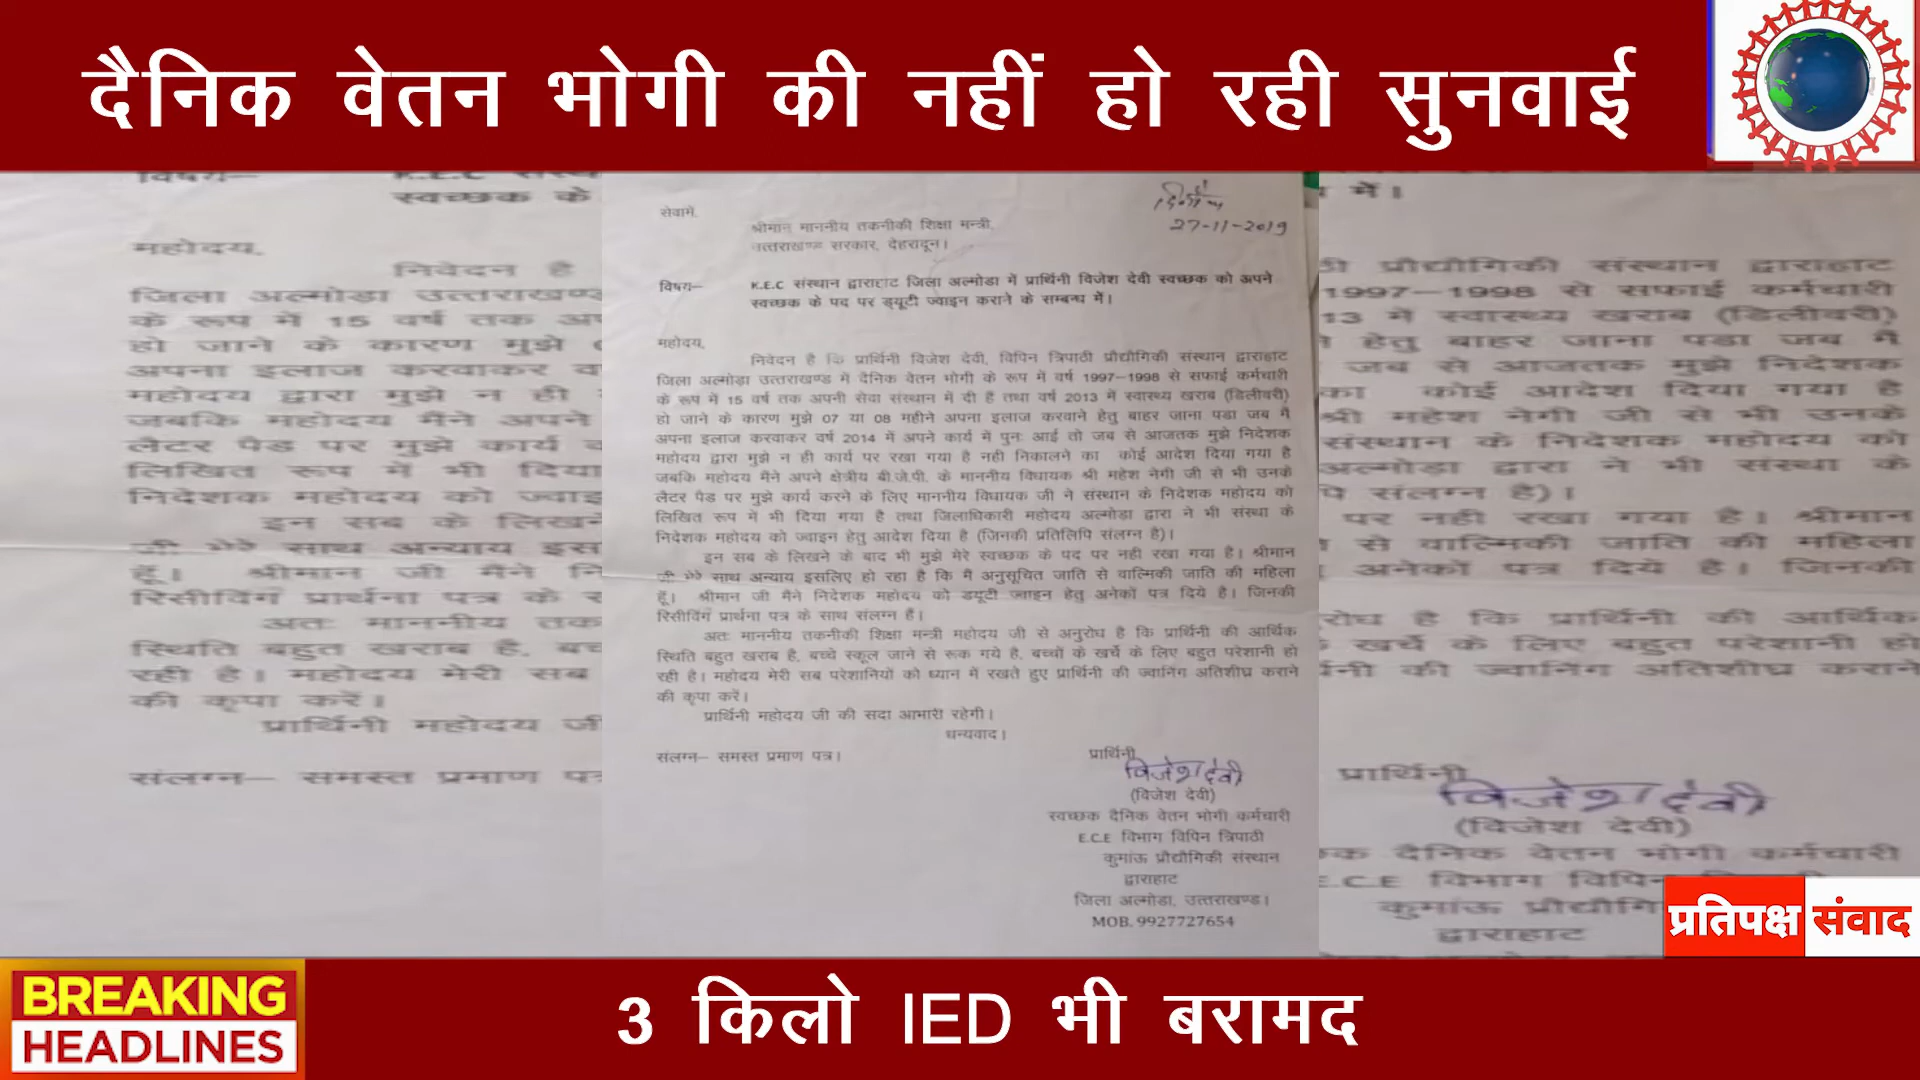 दैनिक वेतन भोगी की नहीं हो रही सुनवाई
सेवामें,
श्रीमान् माननीय तकनीकी शिक्षा मन्त्री,
उत्तराखण्ड सरकार, देहरादून।
27-11-2019
विषय— K.E.C संस्थान द्वाराहाट जिला अल्मोडा में प्रार्थिनी विजेश देवी स्वच्छक को अपने
स्वच्छक के पद पर ड्यूटी ज्वाइन कराने के सम्बन्ध में।
महोदय,
निवेदन है कि प्रार्थिनी विजेश देवी, विपिन त्रिपाठी प्रौद्यौगिकी संस्थान द्वाराहाट
जिला अल्मोड़ा उत्तराखण्ड में दैनिक वेतन भोगी के रूप में वर्ष 1997—1998 से सफाई कर्मचारी
के रूप में 15 वर्ष तक अपनी सेवा संस्थान में दी है तथा वर्ष 2013 में स्वास्थ्य खराब (डिलीवरी)
हो जाने के कारण मुझे 07 या 08 महीने अपना इलाज करवाने हेतु बाहर जाना पडा जब मैं
अपना इलाज करवाकर वर्ष 2014 में अपने कार्य में पुनः आई तो जब से आजतक मुझे निदेशक
महोदय द्वारा मुझे न ही कार्य पर रखा गया है नही निकालने का कोई आदेश दिया गया है
जबकि महोदय मैंने अपने क्षेत्रीय बी.जे.पी. के माननीय विधायक श्री महेश नेगी जी से भी उनके
लैटर पैड पर मुझे कार्य करने के लिए माननीय विधायक जी ने संस्थान के निदेशक महोदय को
लिखित रूप में भी दिया गया है तथा जिलाधिकारी महोदय अल्मोडा द्वारा ने भी संस्था के
निदेशक महोदय को ज्वाइन हेतु आदेश दिया है (जिनकी प्रतिलिपि संलग्न है)।
इन सब के लिखने के बाद भी मुझे मेरे स्वच्छक के पद पर नही रखा गया है। श्रीमान
जी मेरे साथ अन्याय इसलिए हो रहा है कि मैं अनुसूचित जाति से वाल्मिकी जाति की महिला
हूँ। श्रीमान जी मैंने निदेशक महोदय को डयूटी ज्वाइन हेतु अनेकों पत्र दिये है। जिनकी
रिसीविंग प्रार्थना पत्र के साथ संलग्न हैं।
अतः माननीय तकनीकी शिक्षा मन्त्री महोदय जी से अनुरोध है कि प्रार्थिनी की आर्थिक
स्थिति बहुत खराब है, बच्चे स्कूल जाने से रूक गये है, बच्चों के खर्चे के लिए बहुत परेशानी हो
रही है। महोदय मेरी सब परेशानियों को ध्यान में रखते हुए प्रार्थिनी की ज्वानिंग अतिशीघ्र कराने
की कृपा करें।
प्रार्थिनी महोदय जी की सदा आभारी रहेगी।
धन्यवाद।
संलग्न— समस्त प्रमाण पत्र।
प्रार्थिनी
विजेश देवी
(विजेश देवी)
स्वच्छक दैनिक वेतन भोगी कर्मचारी
E.C.E विभाग विपिन त्रिपाठी
कुमांऊ प्रौद्यौगिकी संस्थान
द्वाराहाट
जिला अल्मोडा, उत्तराखण्ड।
MOB. 9927727654
प्रतिपक्ष संवाद
BREAKING
HEADLINES
3 किलो IED भी बरामद